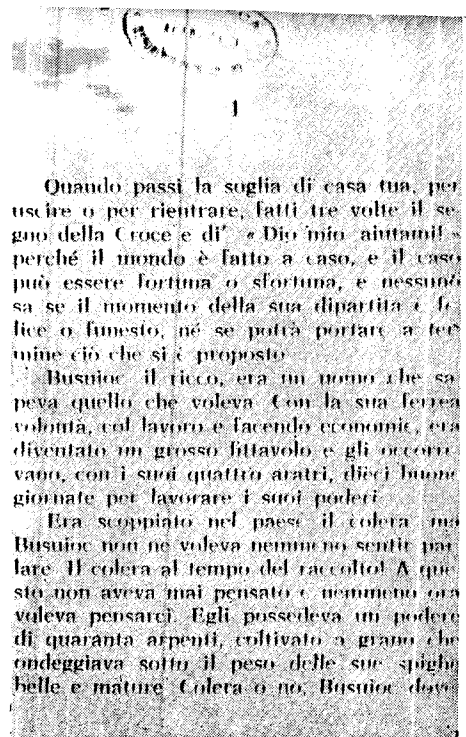 I
Quando passi la soglia di casa tua, per
uscire o per rientrare, fatti tre volte il se-
gno della Croce e di' « Dio mio aiutami! »
perché il mondo è fatto a caso, e il caso
può essere fortuna o sfortuna, e nessuno
sa se il momento della sua dipartita è fe-
lice o funesto, né se potrà portare a ter-
mine ciò che si è proposto
Busuioc il ricco, era un uomo che sa-
peva quello che voleva Con la sua ferrea
volontà, col lavoro e facendo economie, era
diventato un grosso fittavolo e gli occorre-
vano, con i suoi quattro aratri, dieci buone
giornate per lavorare i suoi poderi
Era scoppiato nel paese il colera ma
Busuioc non ne voleva nemmeno sentir par-
lare Il colera al tempo del raccolto! A que-
sto non aveva mai pensato e nemmeno ora
voleva pensarci. Egli possedeva un podere
di quaranta arpenti, coltivato a grano che
ondeggiava sotto il peso delle sue spighe
belle e mature Colera o no, Busuioc dove-